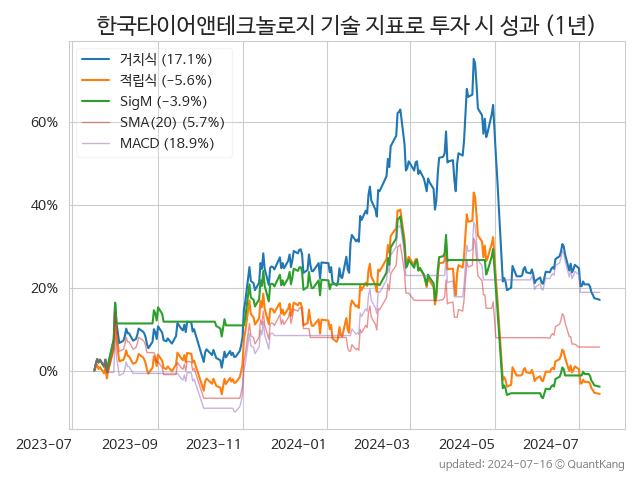 한국타이어앤테크놀로지 기술 지표로 투자 시 성과 (1년)
거치식 (17.1%)
적립식 (-5.6%)
SigM (-3.9%)
SMA(20) (5.7%)
MACD (18.9%)
60%
40%
20%
0%
2023-07 2023-09 2023-11 2024-01 2024-03 2024-05 2024-07
updated: 2024-07-16 © QuantKang